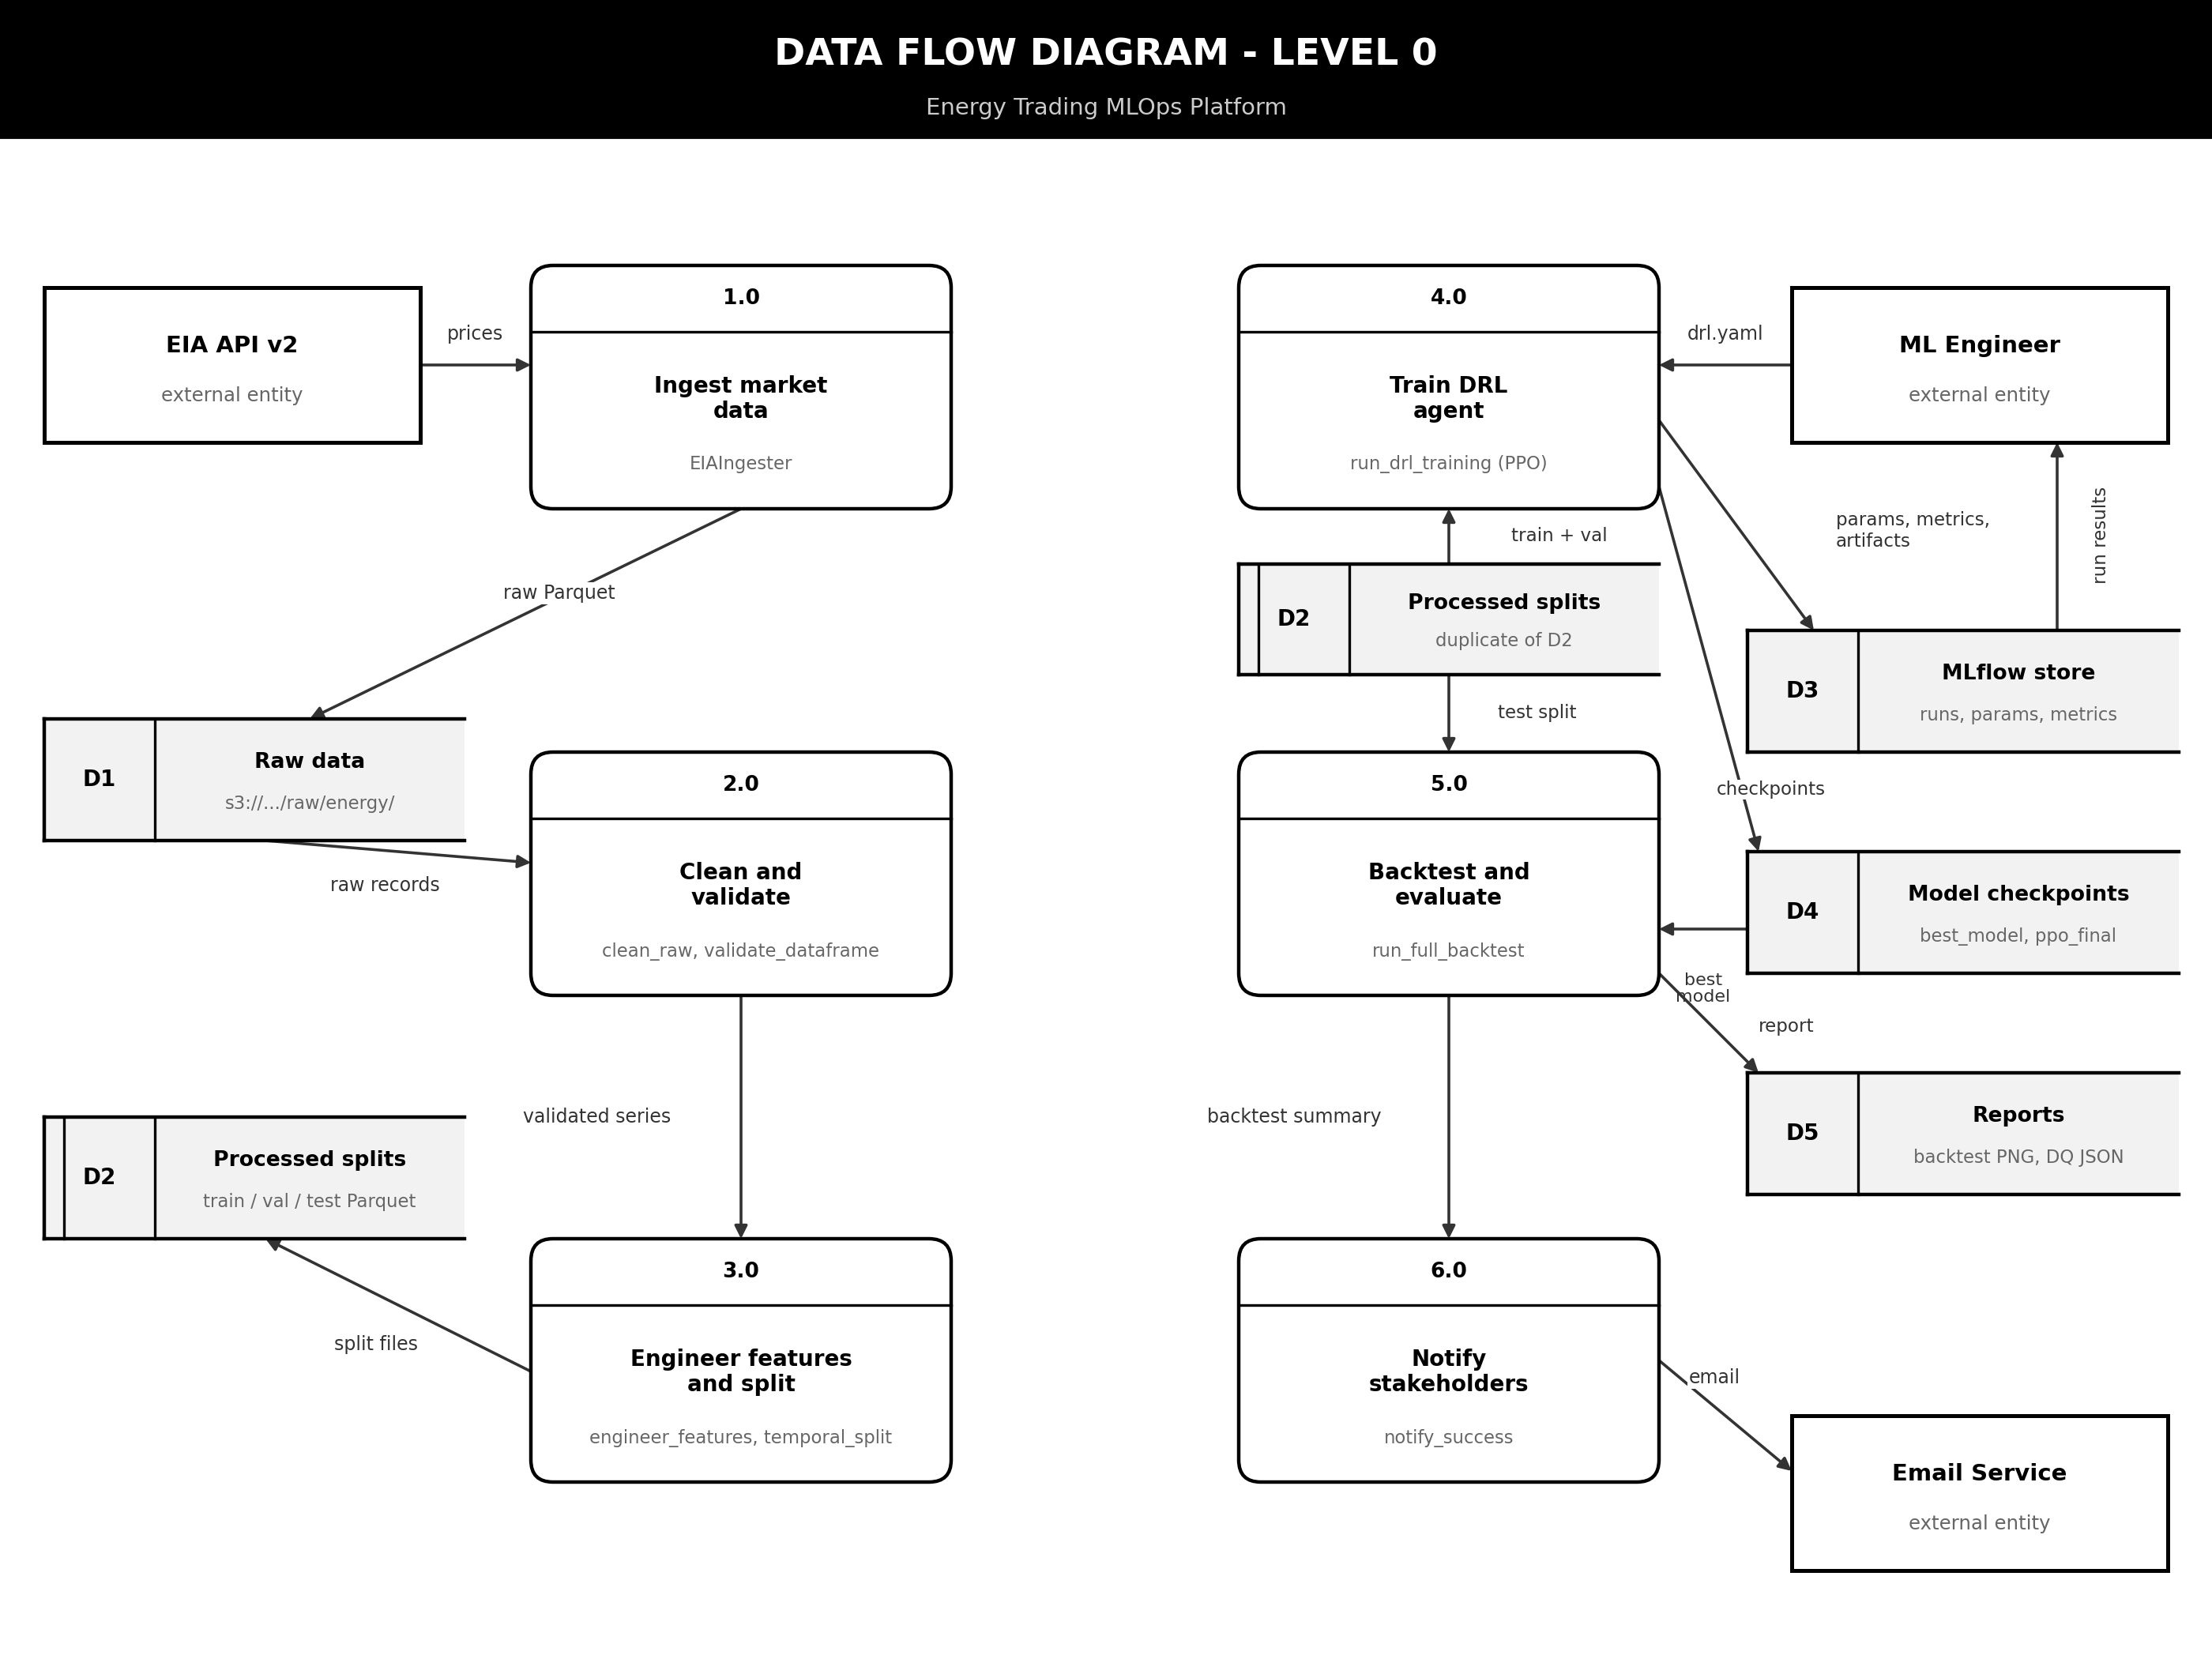 DATA FLOW DIAGRAM - LEVEL 0
Energy Trading MLOps Platform
EIA API v2
external entity
prices
1.0
Ingest market
data
EIAIngester
raw Parquet
D1
Raw data
s3://.../raw/energy/
raw records
2.0
Clean and
validate
clean_raw, validate_dataframe
validated series
D2
Processed splits
train / val / test Parquet
split files
3.0
Engineer features
and split
engineer_features, temporal_split
4.0
Train DRL
agent
run_drl_training (PPO)
drl.yaml
ML Engineer
external entity
train + val
params, metrics,
artifacts
run results
D2
Processed splits
duplicate of D2
test split
D3
MLflow store
runs, params, metrics
checkpoints
5.0
Backtest and
evaluate
run_full_backtest
D4
Model checkpoints
best_model, ppo_final
best
model
report
backtest summary
D5
Reports
backtest PNG, DQ JSON
6.0
Notify
stakeholders
notify_success
email
Email Service
external entity